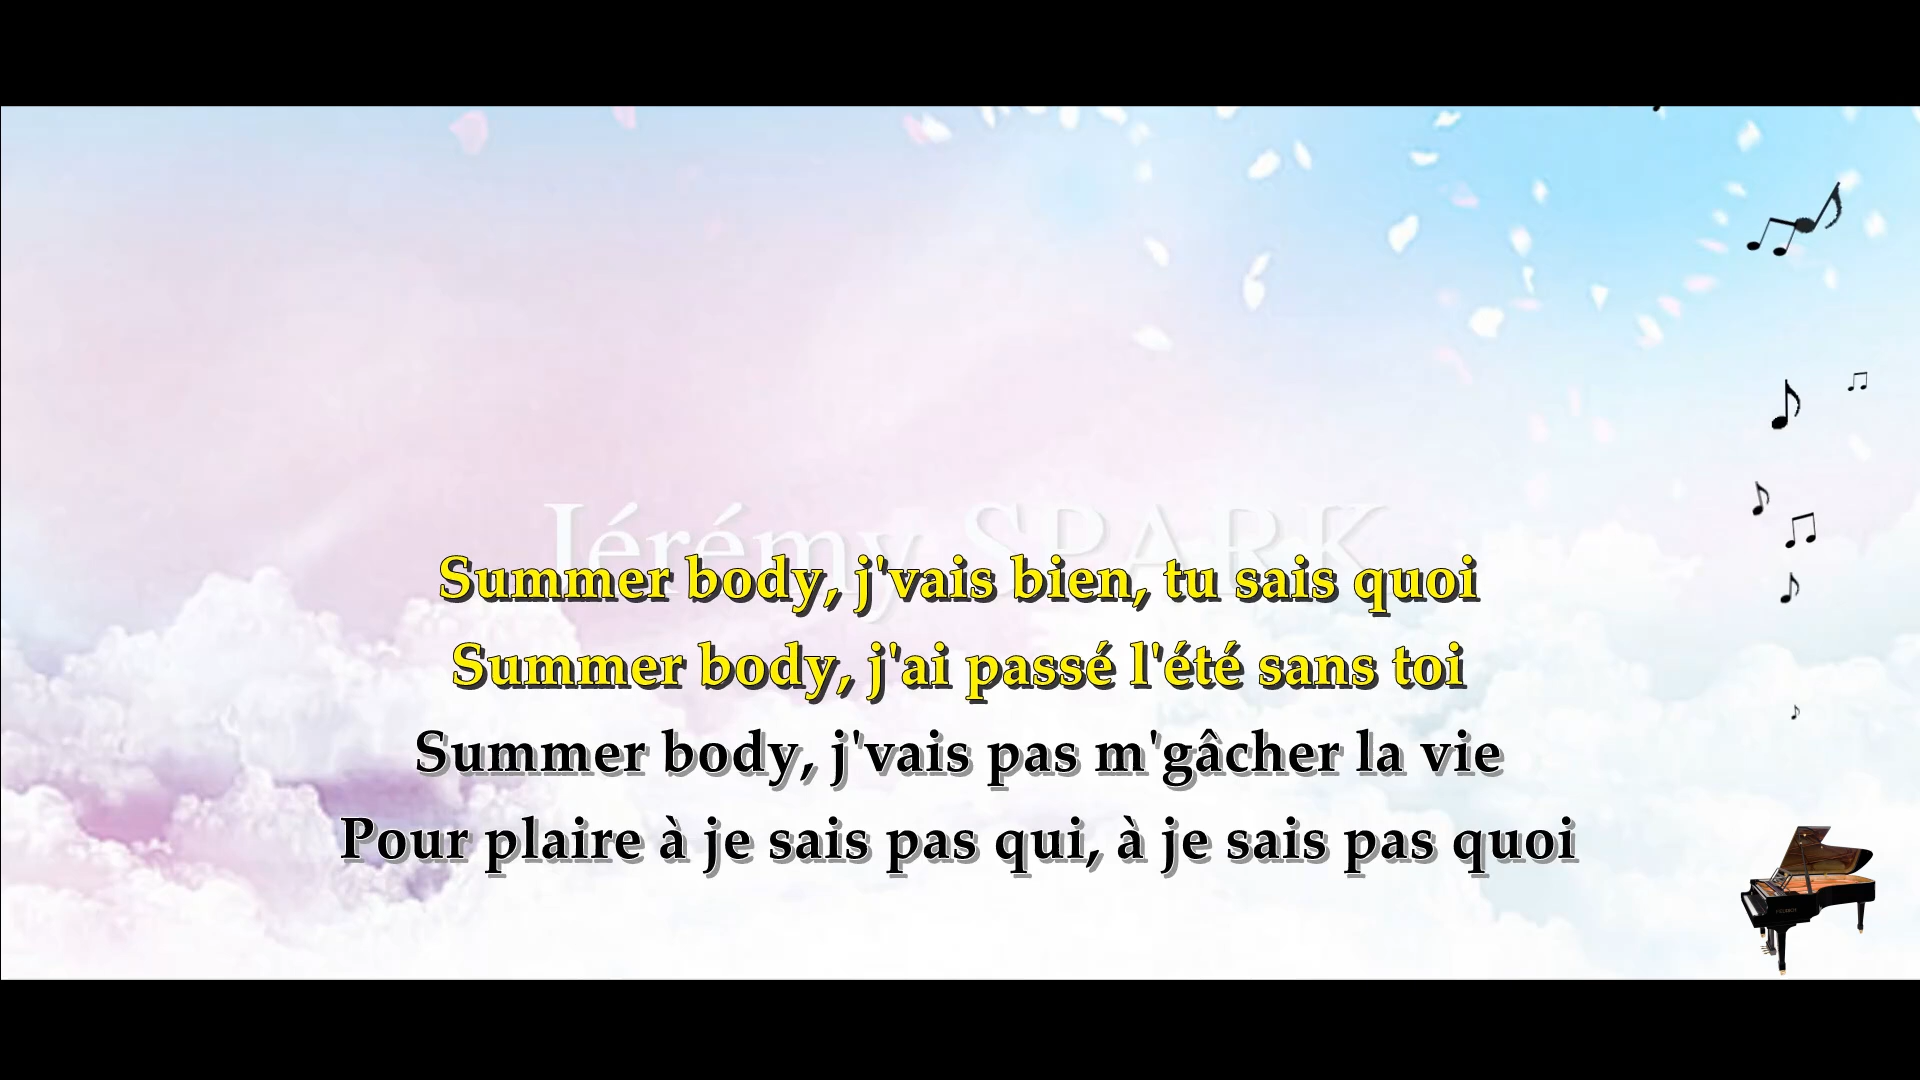 Jérémy SPARK
Summer body, j'vais bien, tu sais quoi
Summer body, j'ai passé l'été sans toi
Summer body, j'vais pas m'gâcher la vie
Pour plaire à je sais pas qui, à je sais pas quoi